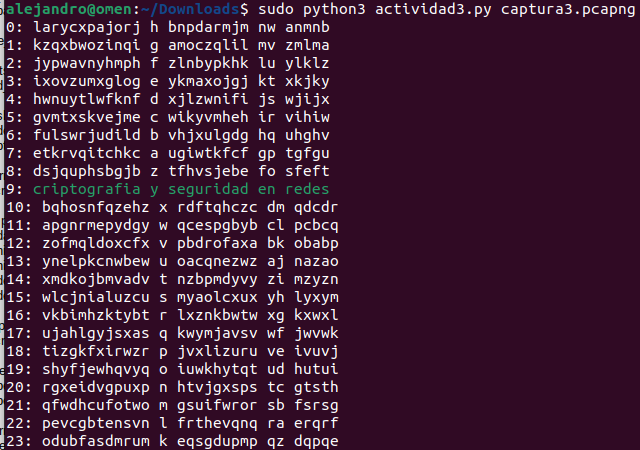 alejandro@omen:~/Downloads$ sudo python3 actividad3.py captura3.pcapng
0: larycxpajorj h bnpdarmjm nw anmnb
1: kzqxbwozinqi g amoczqlil mv zmlma
2: jypwavnyhmph f zlnbypkhk lu ylklz
3: ixovzumxglog e ykmaxojgj kt xkjky
4: hwnuytlwfknf d xjlzwnifi js wjijx
5: gvmtxskvejme c wikyvmheh ir vihiw
6: fulswrjudild b vhjxulgdg hq uhghv
7: etkrvqitchkc a ugiwtkfcf gp tgfgu
8: dsjquphsbgjb z tfhvsjebe fo sfeft
9: criptografia y seguridad en redes
10: bqhosnfqzehz x rdftqhczc dm qdcdr
11: apgnrmepydgy w qcespgbyb cl pcbcq
12: zofmqldoxcfx v pbdrofaxa bk obabp
13: ynelpkcnwbew u oacqnezwz aj nazao
14: xmdkojbmvadv t nzbpmdyvy zi mzyzn
15: wlcjnialuzcu s myaolcxux yh lyxym
16: vkbimhzktybt r lxznkbwtw xg kxwxl
17: ujahlgyjsxas q kwymjavsv wf jwvwk
18: tizgkfxirwzr p jvxlizuru ve ivuvj
19: shyfjewhqvyq o iuwkhytqt ud hutui
20: rgxeidvgpuxp n htvjgxsps tc gtsth
21: qfwdhcufotwo m gsuifwror sb fsrsg
22: pevcgbtensvn l frthevqnq ra erqrf
23: odubfasdmrum k eqsgdupmp qz dqpqe